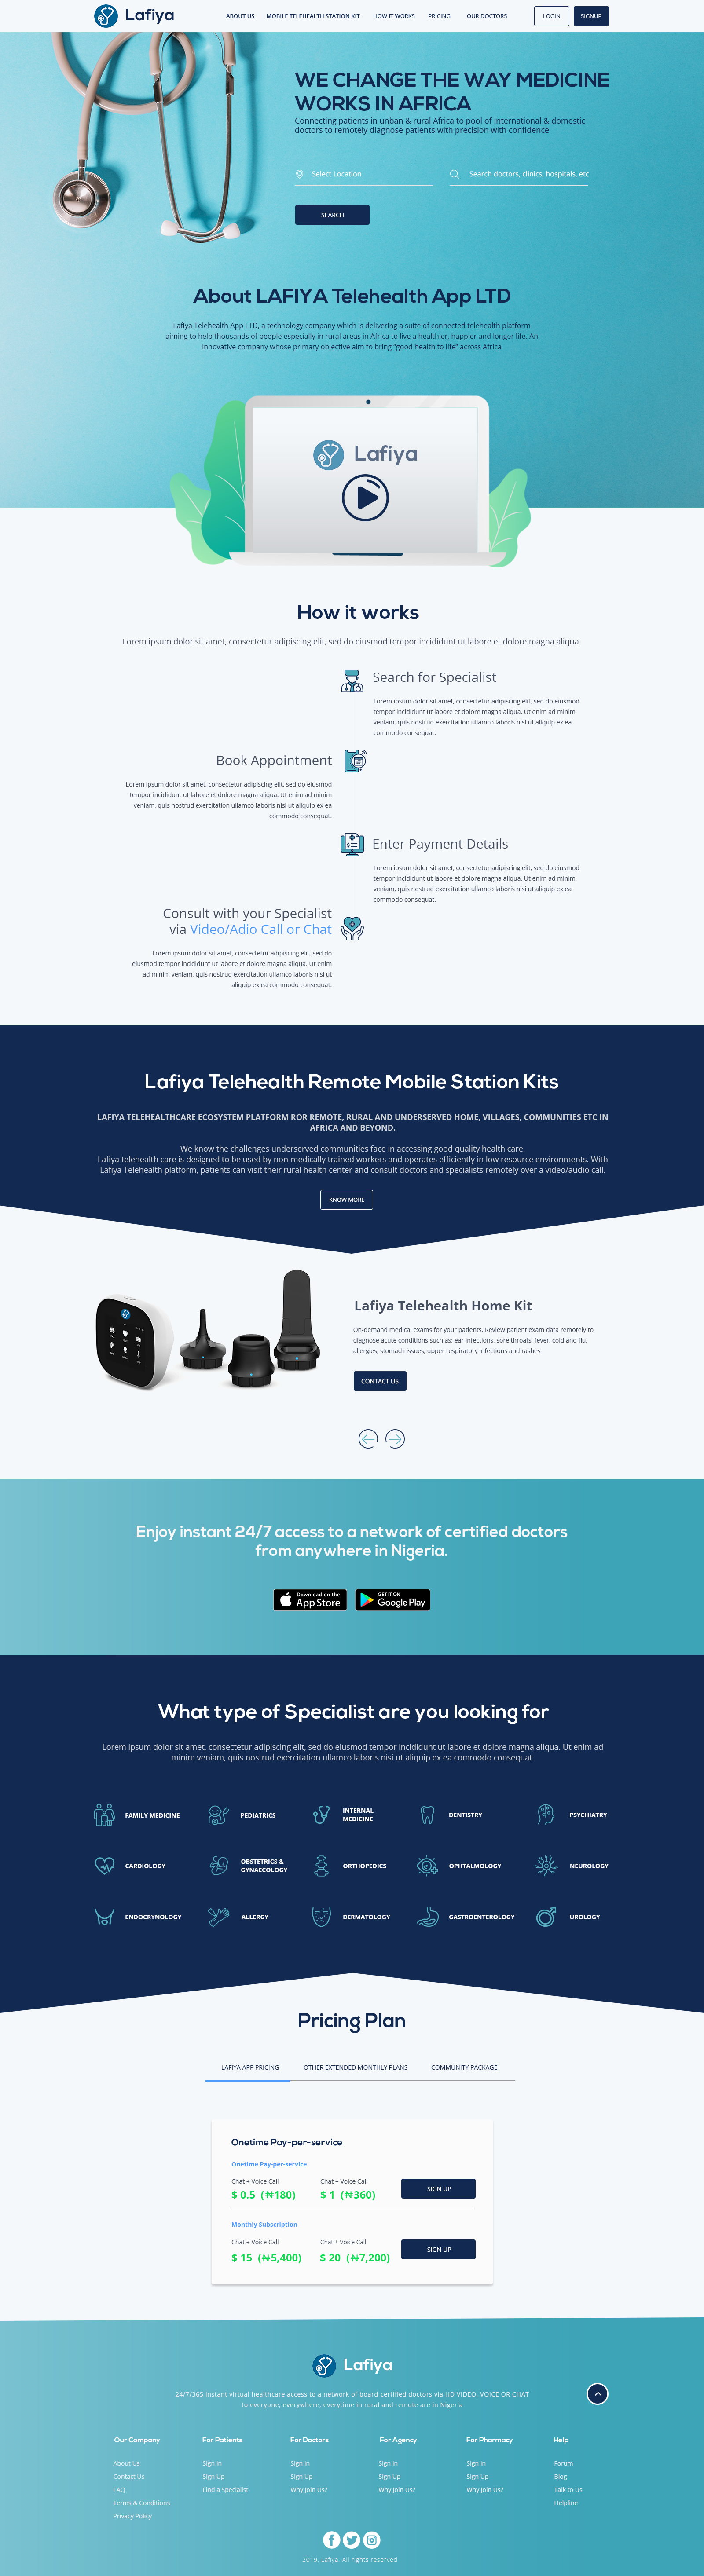 Lafiya
ABOUT US MOBILE TELEHEALTH STATION KIT HOW IT WORKS PRICING OUR DOCTORS LOGIN SIGNUP
WE CHANGE THE WAY MEDICINE
WORKS IN AFRICA
Connecting patients in unban & rural Africa to pool of International & domestic
doctors to remotely diagnose patients with precision with confidence
Select Location
Search doctors, clinics, hospitals, etc
SEARCH
About LAFIYA Telehealth App LTD
Lafiya Telehealth App LTD, a technology company which is delivering a suite of connected telehealth platform
aiming to help thousands of people especially in rural areas in Africa to live a healthier, happier and longer life. An
innovative company whose primary objective aim to bring “good health to life” across Africa
Lafiya
How it works
Lorem ipsum dolor sit amet, consectetur adipiscing elit, sed do eiusmod tempor incididunt ut labore et dolore magna aliqua.
Search for Specialist
Lorem ipsum dolor sit amet, consectetur adipiscing elit, sed do eiusmod
tempor incididunt ut labore et dolore magna aliqua. Ut enim ad minim
veniam, quis nostrud exercitation ullamco laboris nisi ut aliquip ex ea
commodo consequat.
Book Appointment
Lorem ipsum dolor sit amet, consectetur adipiscing elit, sed do eiusmod
tempor incididunt ut labore et dolore magna aliqua. Ut enim ad minim
veniam, quis nostrud exercitation ullamco laboris nisi ut aliquip ex ea
commodo consequat.
Enter Payment Details
Lorem ipsum dolor sit amet, consectetur adipiscing elit, sed do eiusmod
tempor incididunt ut labore et dolore magna aliqua. Ut enim ad minim
veniam, quis nostrud exercitation ullamco laboris nisi ut aliquip ex ea
commodo consequat.
Consult with your Specialist
via Video/Adio Call or Chat
Lorem ipsum dolor sit amet, consectetur adipiscing elit, sed do
eiusmod tempor incididunt ut labore et dolore magna aliqua. Ut enim
ad minim veniam, quis nostrud exercitation ullamco laboris nisi ut
aliquip ex ea commodo consequat.
Lafiya Telehealth Remote Mobile Station Kits
LAFIYA TELEHEALTHCARE ECOSYSTEM PLATFORM ROR REMOTE, RURAL AND UNDERSERVED HOME, VILLAGES, COMMUNITIES ETC IN
AFRICA AND BEYOND.
We know the challenges underserved communities face in accessing good quality health care.
Lafiya telehealth care is designed to be used by non-medically trained workers and operates efficiently in low resource environments. With
Lafiya Telehealth platform, patients can visit their rural health center and consult doctors and specialists remotely over a video/audio call.
KNOW MORE
Lafiya Telehealth Home Kit
On-demand medical exams for your patients. Review patient exam data remotely to
diagnose acute conditions such as: ear infections, sore throats, fever, cold and flu,
allergies, stomach issues, upper respiratory infections and rashes
CONTACT US
Enjoy instant 24/7 access to a network of certified doctors
from anywhere in Nigeria.
Download on the
App Store
GET IT ON
Google Play
What type of Specialist are you looking for
Lorem ipsum dolor sit amet, consectetur adipiscing elit, sed do eiusmod tempor incididunt ut labore et dolore magna aliqua. Ut enim ad
minim veniam, quis nostrud exercitation ullamco laboris nisi ut aliquip ex ea commodo consequat.
FAMILY MEDICINE
PEDIATRICS
INTERNAL
MEDICINE
DENTISTRY
PSYCHIATRY
CARDIOLOGY
OBSTETRICS &
GYNAECOLOGY
ORTHOPEDICS
OPHTALMOLOGY
NEUROLOGY
ENDOCRYNOLOGY
ALLERGY
DERMATOLOGY
GASTROENTEROLOGY
UROLOGY
Pricing Plan
LAFIYA APP PRICING OTHER EXTENDED MONTHLY PLANS COMMUNITY PACKAGE
Onetime Pay-per-service
Onetime Pay-per-service
Chat + Voice Call Chat + Voice Call
$ 0.5 (₦180) $ 1 (₦360) SIGN UP
Monthly Subscription
Chat + Voice Call Chat + Voice Call
$ 15 (₦5,400) $ 20 (₦7,200) SIGN UP
Lafiya
24/7/365 Instant virtual healthcare access to a network of board-certified doctors via HD VIDEO, VOICE OR CHAT
to everyone, everywhere, everytime in rural and remote are in Nigeria
Our Company For Patients For Doctors For Agency For Pharmacy Help
About Us Sign In Sign In Sign In Sign In Forum
Contact Us Sign Up Sign Up Sign Up Sign Up Blog
FAQ Find a Specialist Why Join Us? Why Join Us? Why Join Us? Talk to Us
Terms & Conditions Helpline
Privacy Policy
2019, Lafiya. All rights reserved